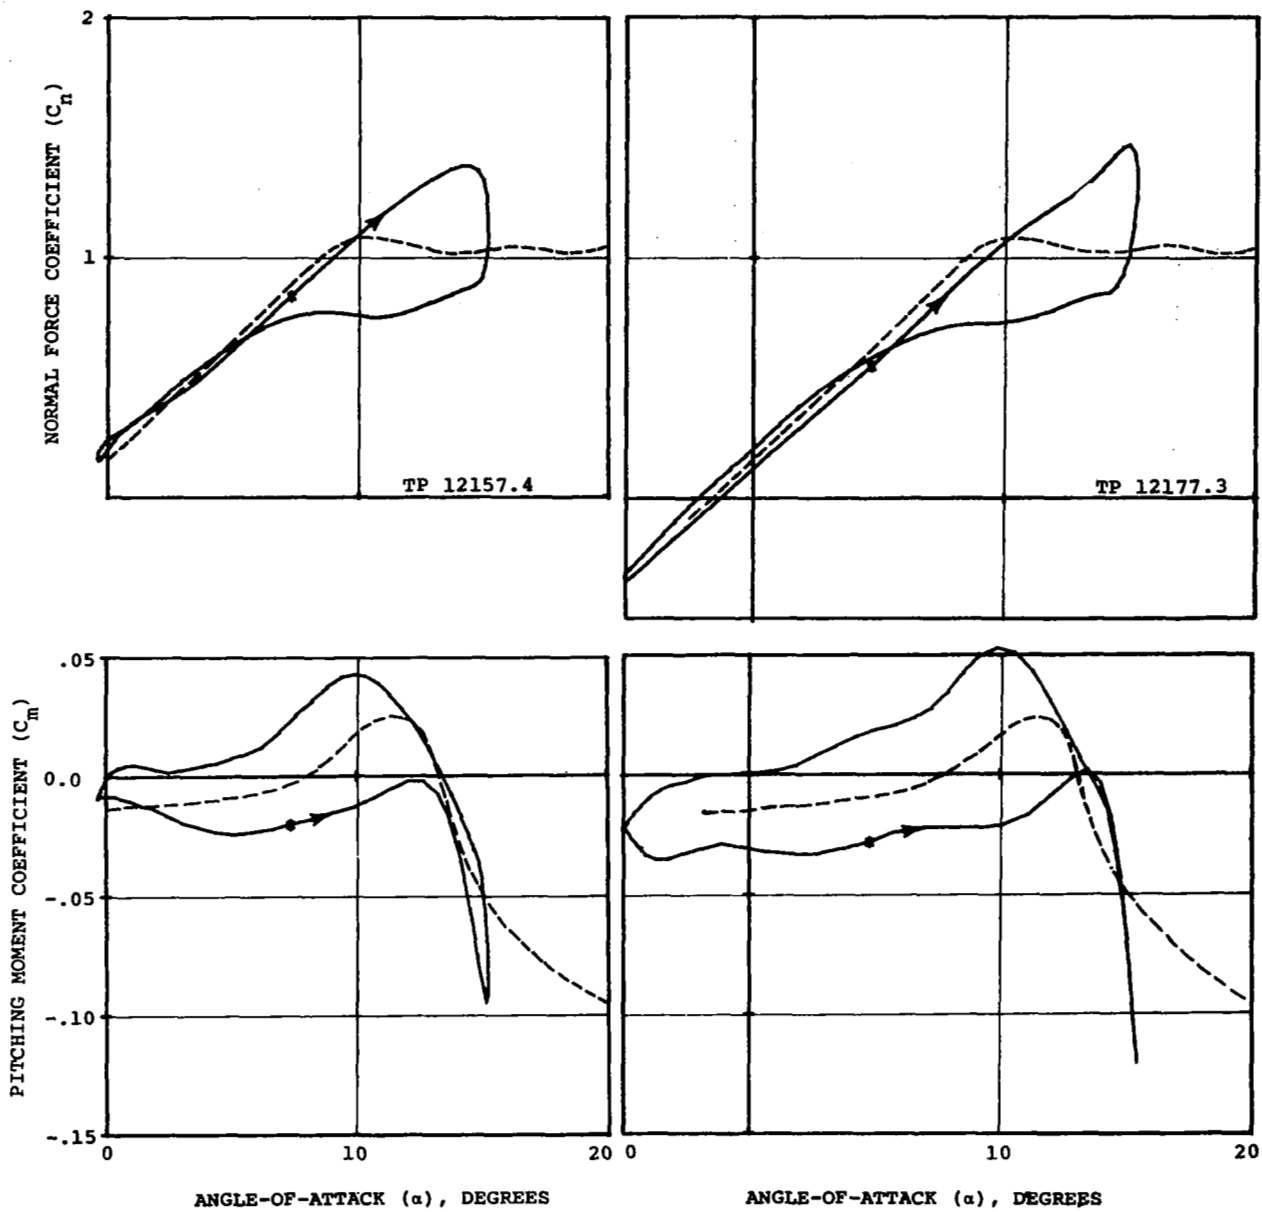 2
NORMAL FORCE COEFFICIENT (Cn)
1
TP 12157.4
TP 12177.3
.05
0.0
-.05
-.10
-.15
PITCHING MOMENT COEFFICIENT (Cm)
0 10 20 0 10 20
ANGLE-OF-ATTACK (α), DEGREES ANGLE-OF-ATTACK (α), DEGREES